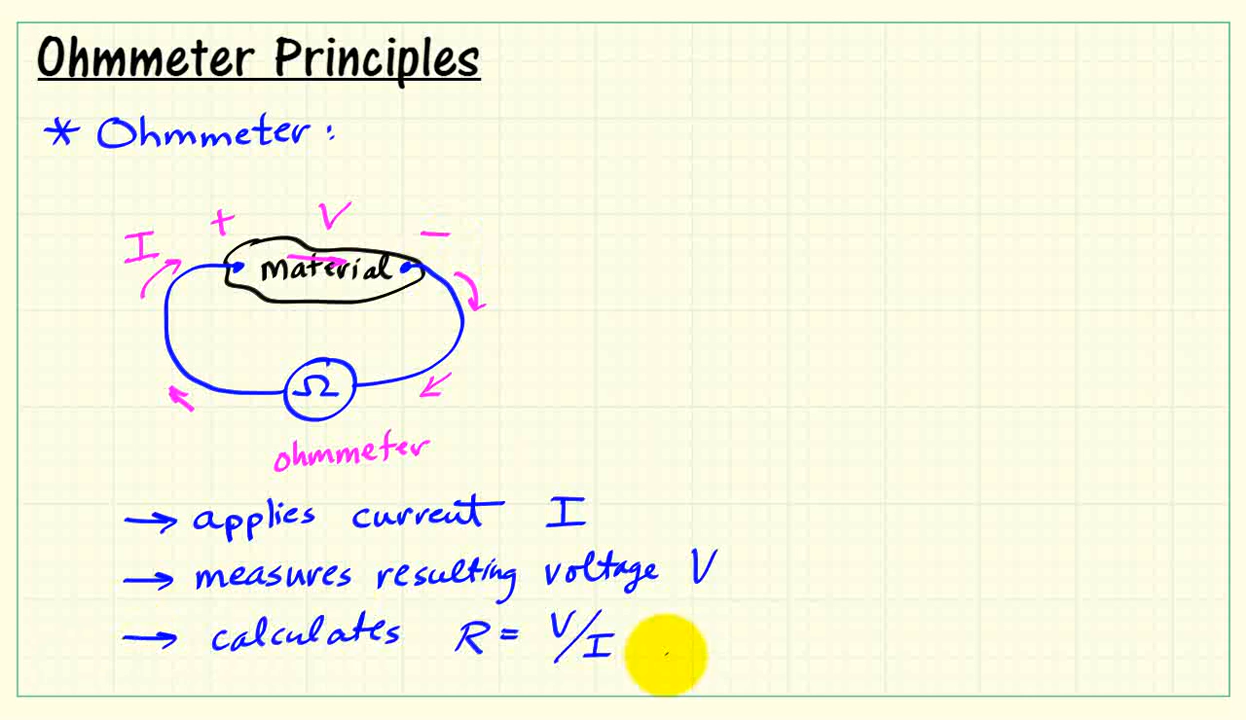 Ohmmeter Principles
* Ohmmeter:
I + V −
material
Ω
ohmmeter
→ applies current I
→ measures resulting voltage V
→ calculates R = V/I